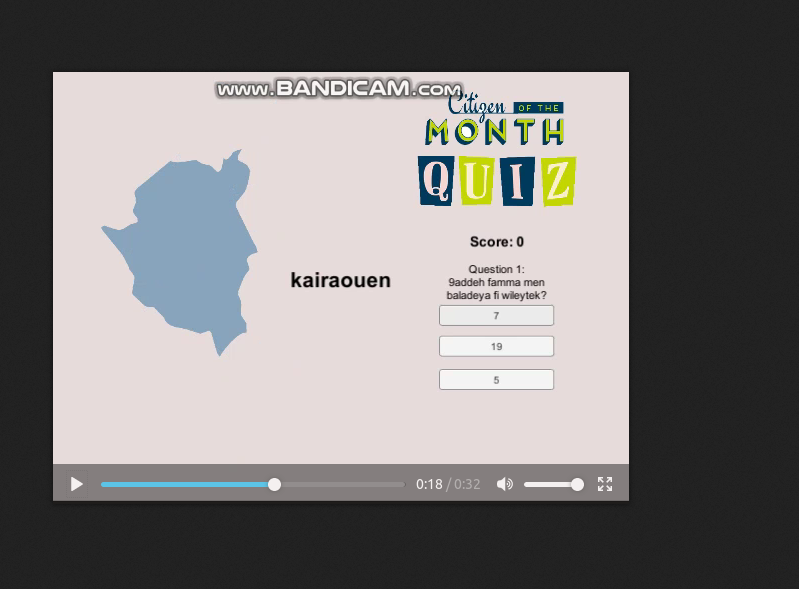 www.BANDICAM.com
Citizen OF THE
MONTH
QUIZ
Score: 0
Question 1:
9addeh famma men
baladeya fi wileytek?
kairaouen
7
19
5
0:18 / 0:32